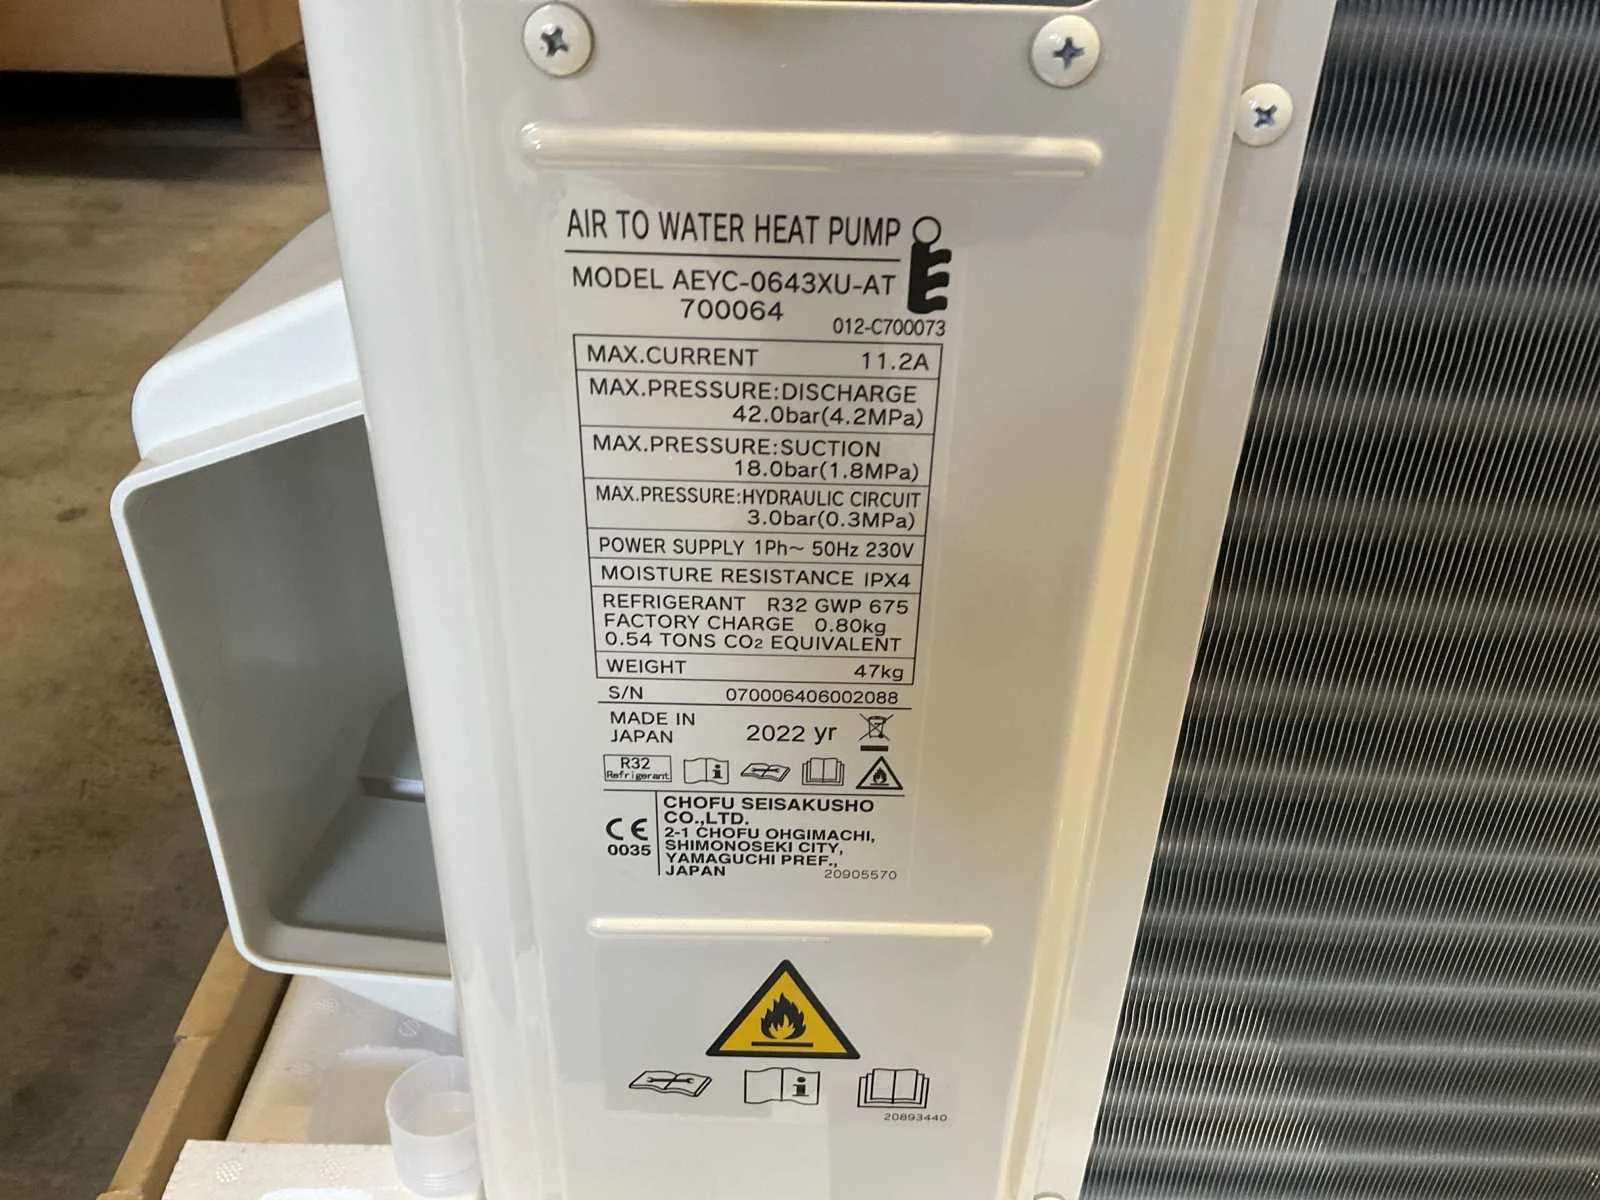 AIR TO WATER HEAT PUMP
MODEL AEYC-0643XU-AT
700064
012-C700073
MAX.CURRENT 11.2A
MAX.PRESSURE:DISCHARGE
42.0bar(4.2MPa)
MAX.PRESSURE:SUCTION
18.0bar(1.8MPa)
MAX.PRESSURE:HYDRAULIC CIRCUIT
3.0bar(0.3MPa)
POWER SUPPLY 1Ph~ 50Hz 230V
MOISTURE RESISTANCE IPX4
REFRIGERANT R32 GWP 675
FACTORY CHARGE 0.80kg
0.54 TONS CO2 EQUIVALENT
WEIGHT 47kg
S/N 070006406002088
MADE IN
JAPAN
2022 yr
R32
Refrigerant
CE
0035
CHOFU SEISAKUSHO
CO.,LTD.
2-1 CHOFU OHGIMACHI,
SHIMONOSEKI CITY,
YAMAGUCHI PREF.,
JAPAN
20905570
20893440